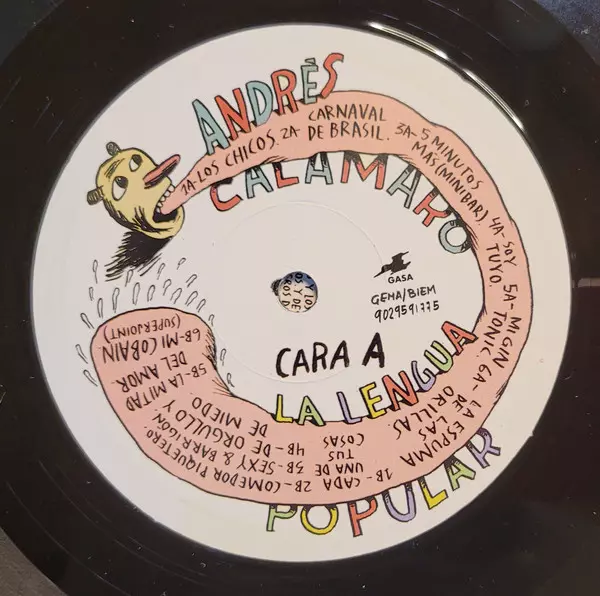 ANDRÉS
CALAMARO
1A-LOS CHICOS. 2A- CARNAVAL
DE BRASIL. 3A- 5 MINUTOS
MÁS (MINIBAR) 4A- SOY
TUYO. 5A- MI GIN
TONIC 6A- LA ESPUMA
DE LAS
ORILLAS.
1B- CADA
UNA DE
TUS
COSAS
2B- COMEDOR PIQUETERO.
3B- SEXY & BARRIGÓN.
4B- DE ORGULLO Y
DE MIEDO
5B- LA MITAD
DEL AMOR.
6B- MI COBAIN
(SUPERJOINT)
GASA
GEMA/BIEM
9029591775
CARA A
LA LENGUA
POPULAR